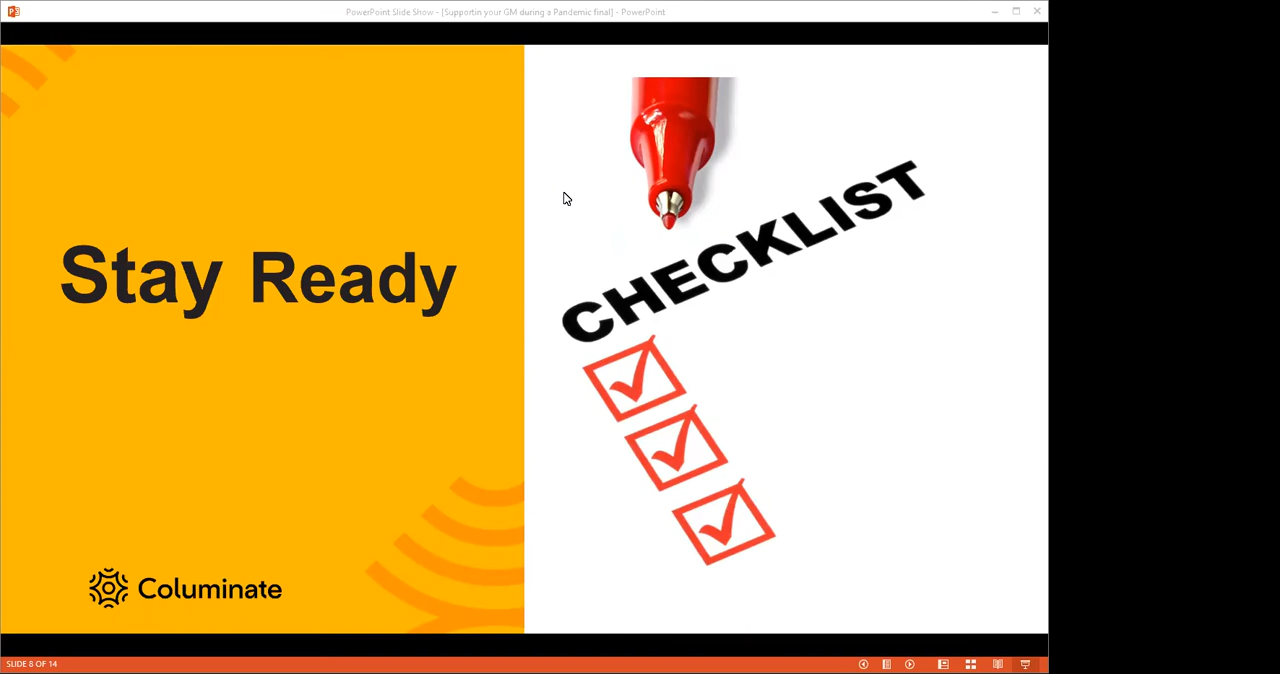 PowerPoint Slide Show - [Supportin your GM during a Pandemic final] - PowerPoint
Stay Ready
CHECKLIST
Columinate
SLIDE 8 OF 14